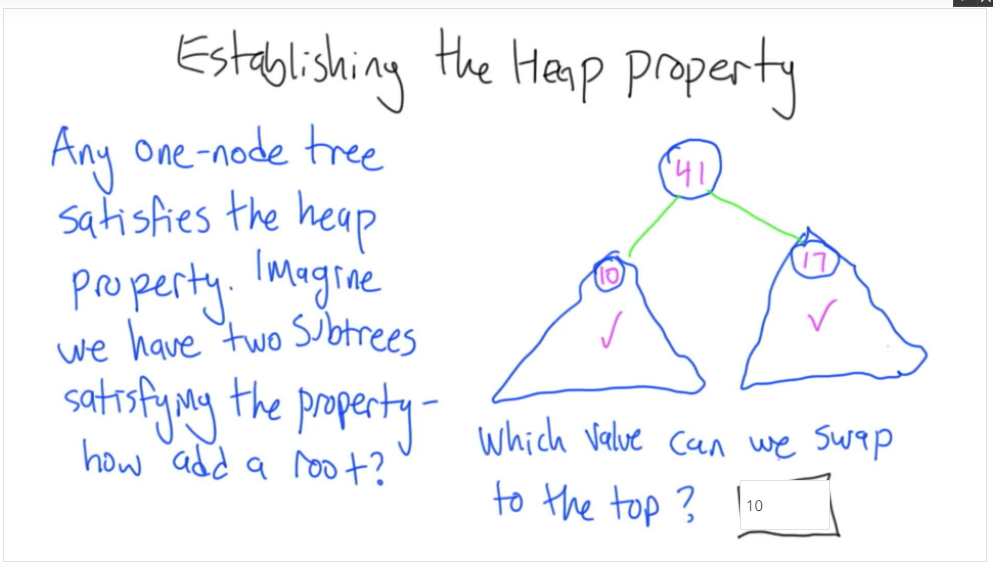 Establishing the Heap property
Any one-node tree
satisfies the heap
property. Imagine
we have two subtrees
satisfying the property-
how add a root?
41
10
17
Which value can we swap
to the top?
10